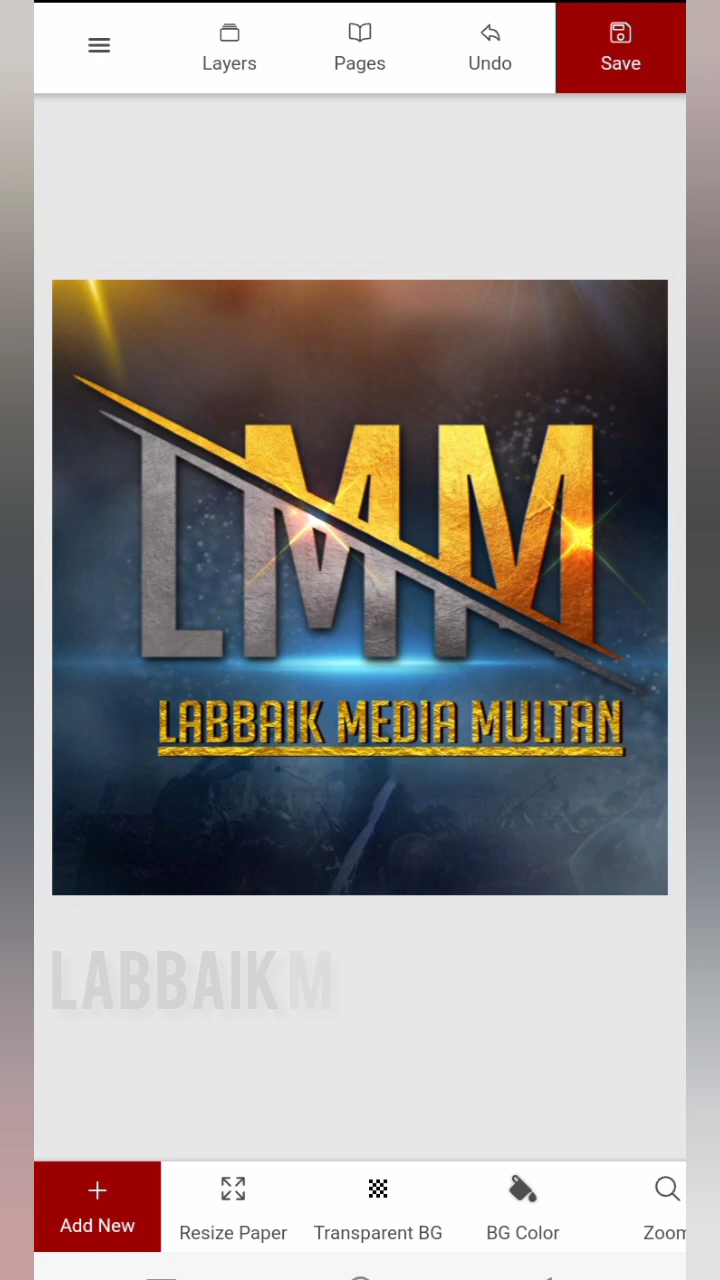 Layers
Pages
Undo
Save
LMM
LABBAIK MEDIA MULTAN
LABBAIK M
Add New
Resize Paper
Transparent BG
BG Color
Zoom